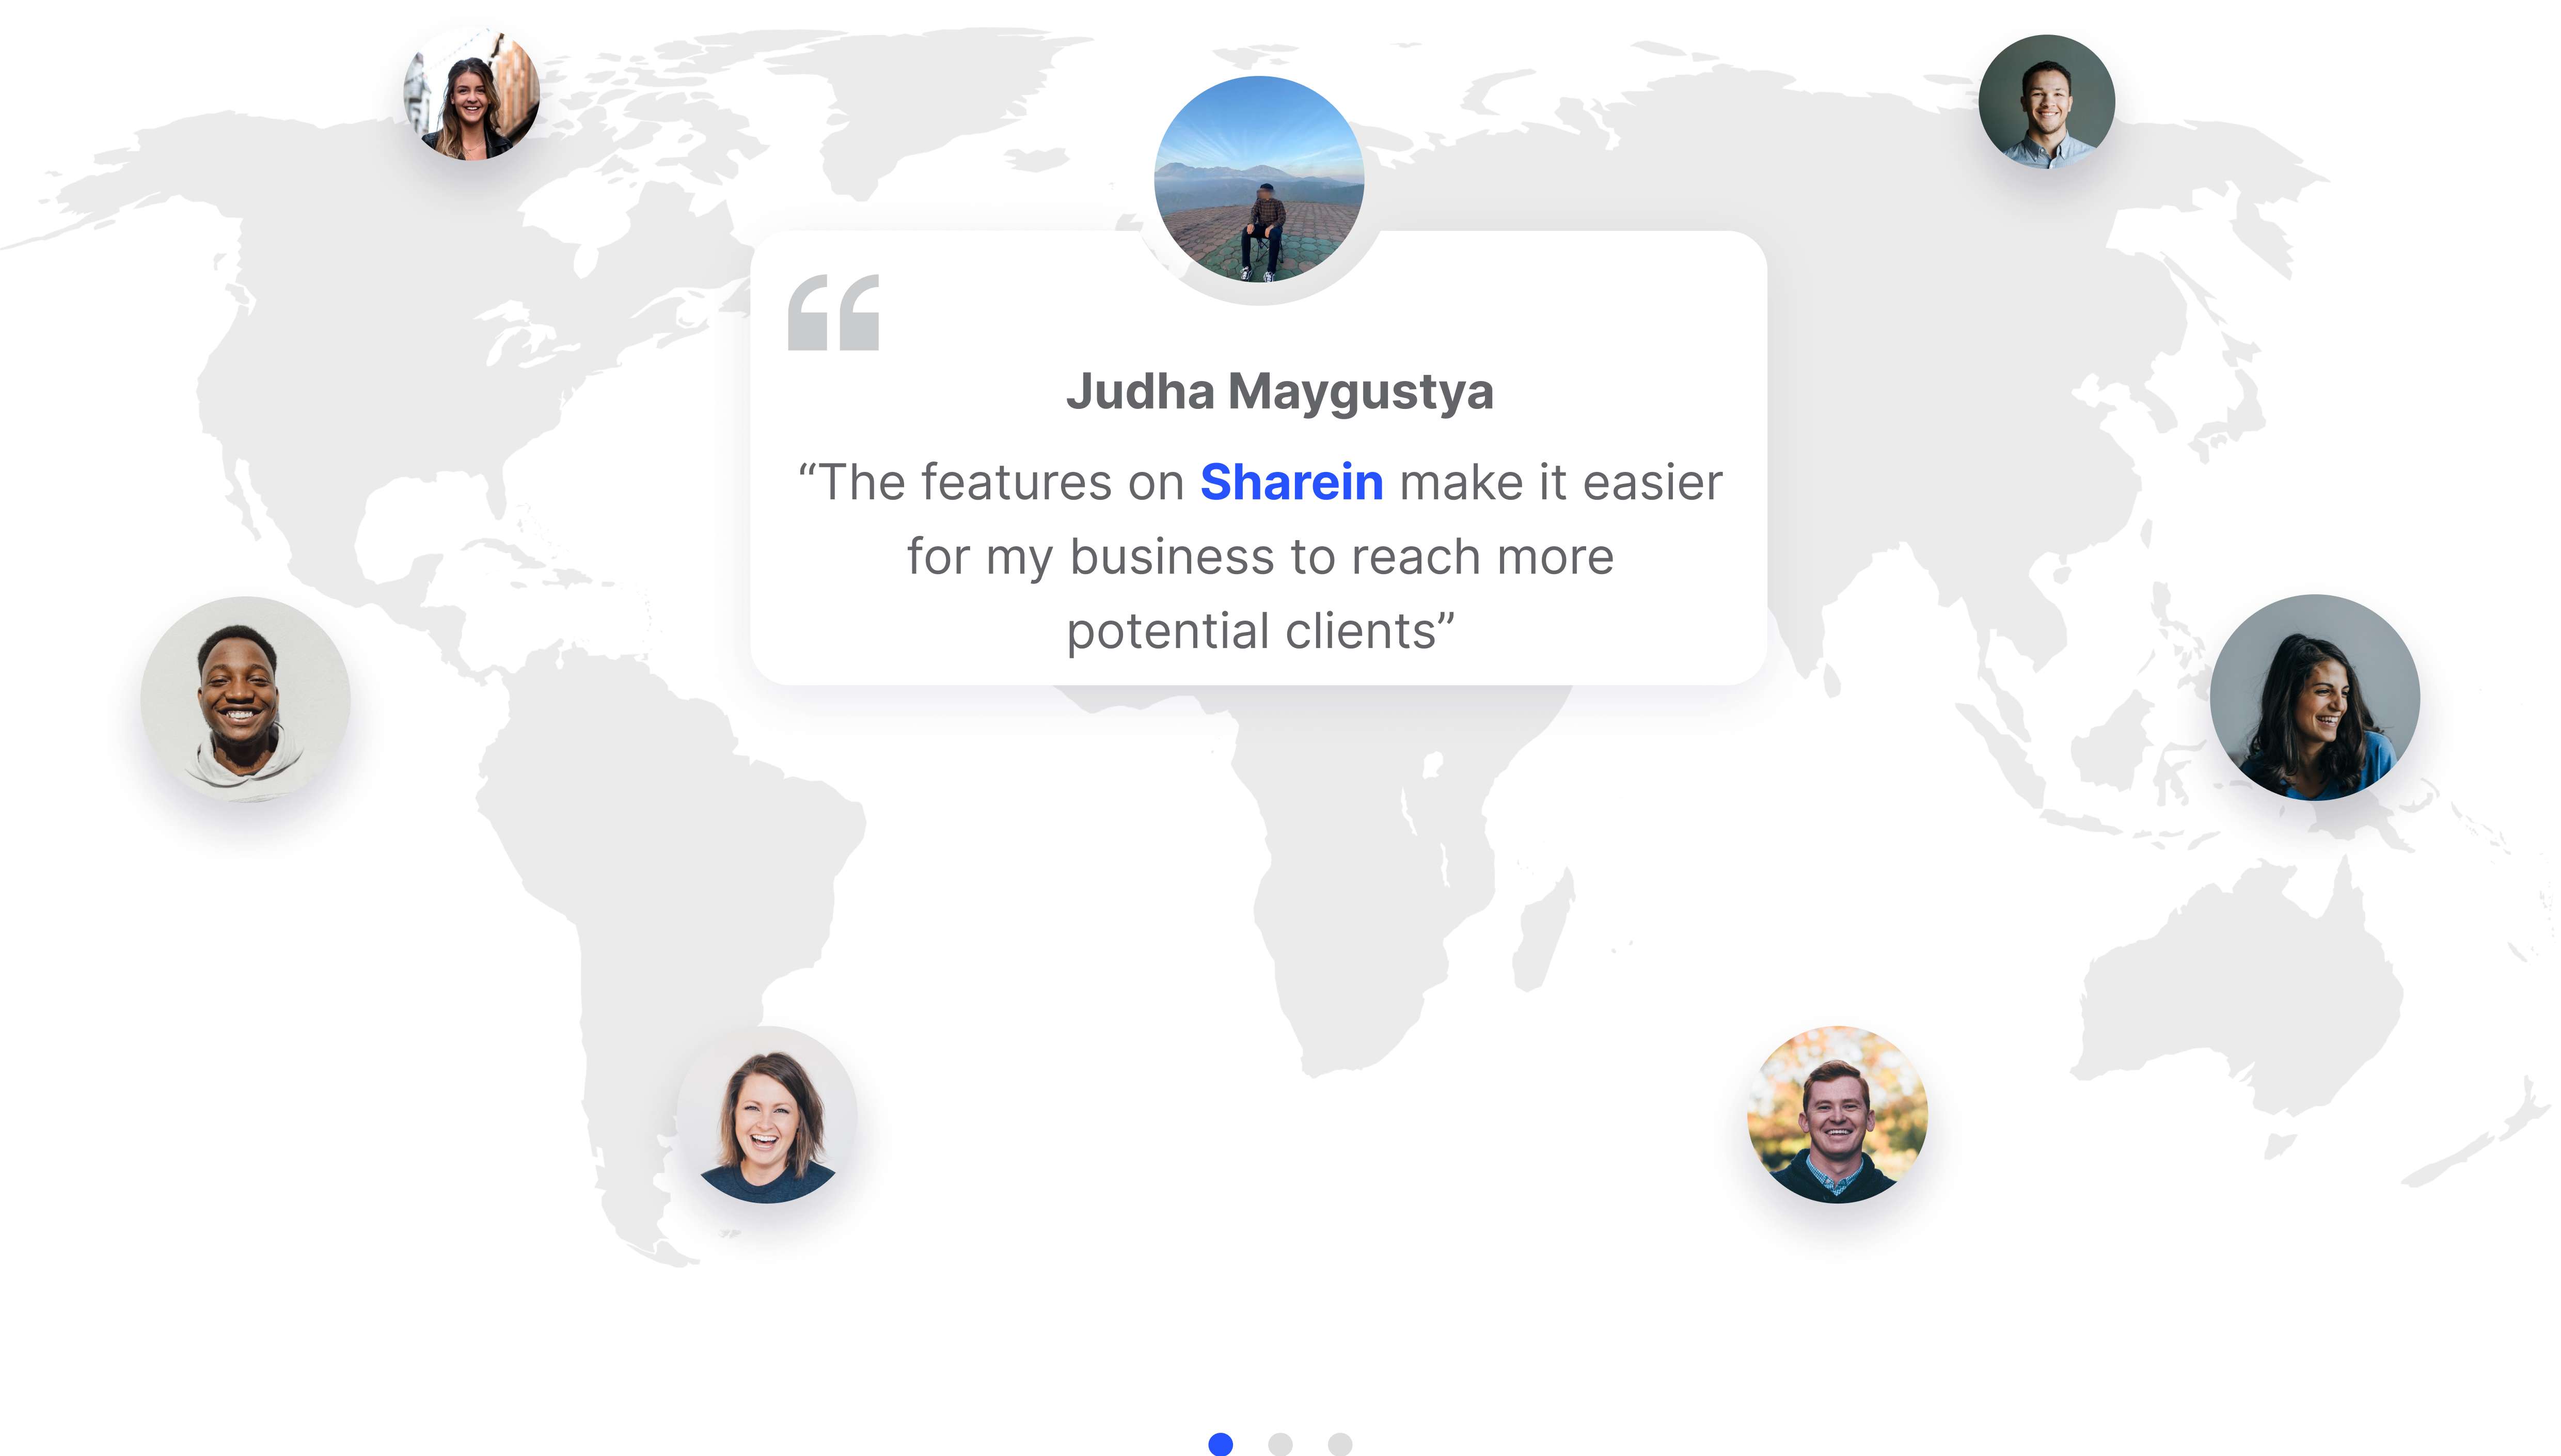 Judha Maygustya
“The features on Sharein make it easier
for my business to reach more
potential clients”